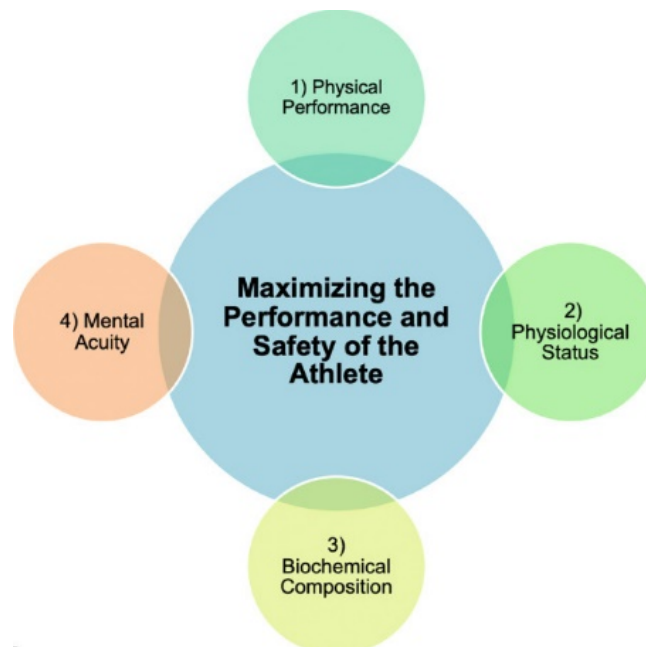 1) Physical
Performance
Maximizing the
Performance and
Safety of the
Athlete
4) Mental
Acuity
2)
Physiological
Status
3)
Biochemical
Composition